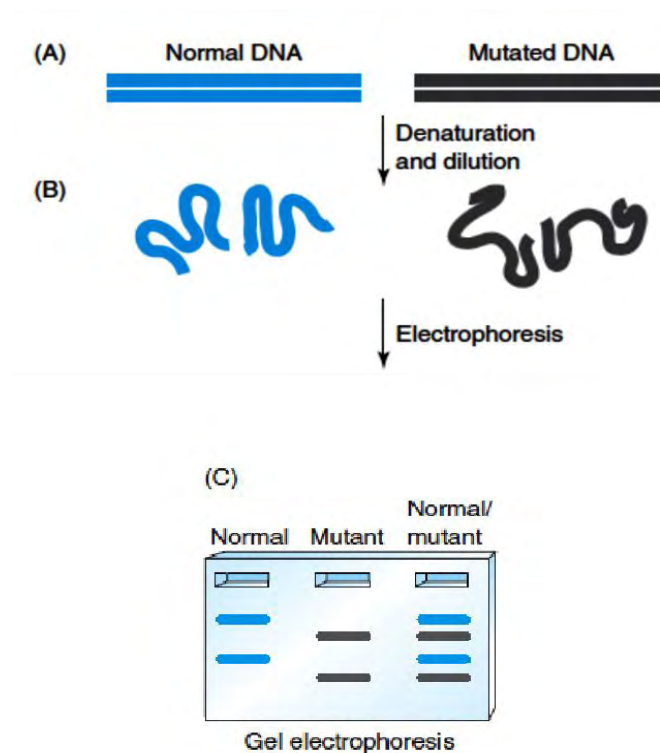 (A)
Normal DNA
Mutated DNA
Denaturation
and dilution
(B)
Electrophoresis
(C)
Normal
Mutant
Normal/
mutant
Gel electrophoresis